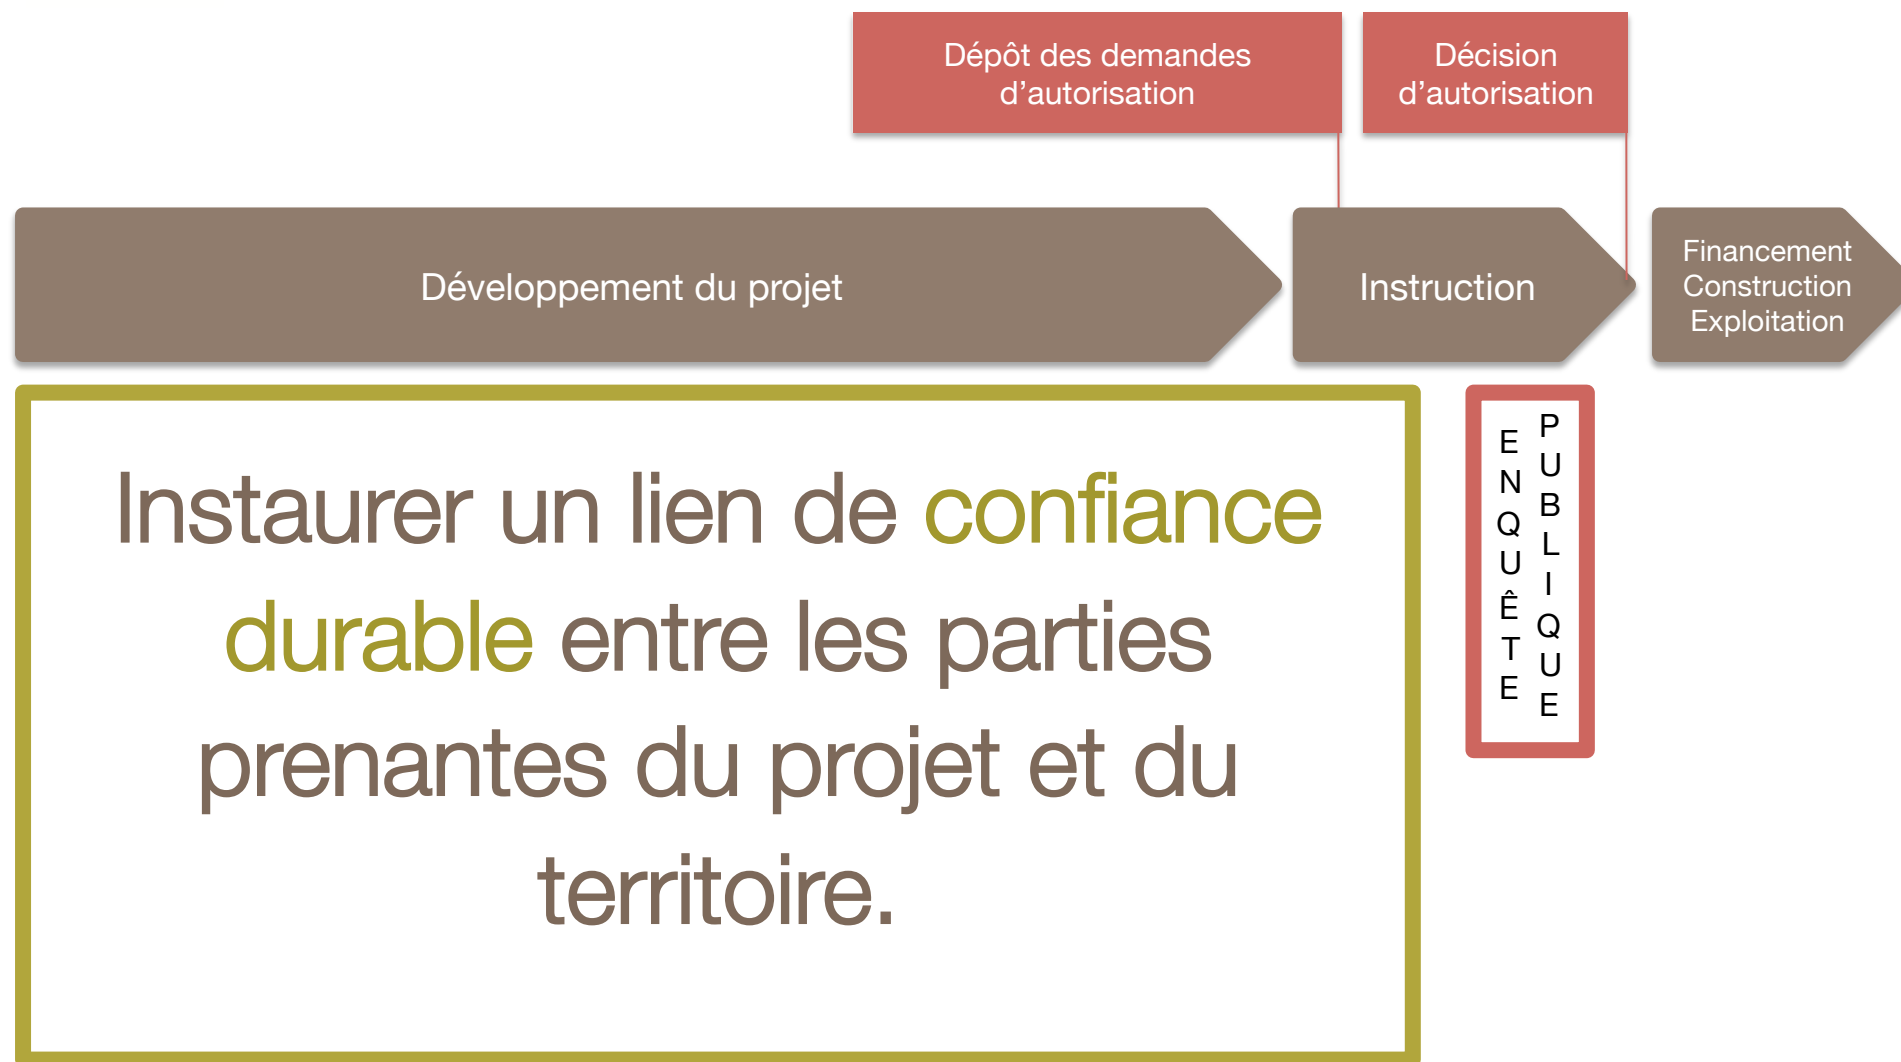 Dépôt des demandes
d’autorisation
Décision
d’autorisation
Développement du projet
Instruction
Financement
Construction
Exploitation
Instaurer un lien de confiance
durable entre les parties
prenantes du projet et du
territoire.
ENQUÊTE
PUBLIQUE